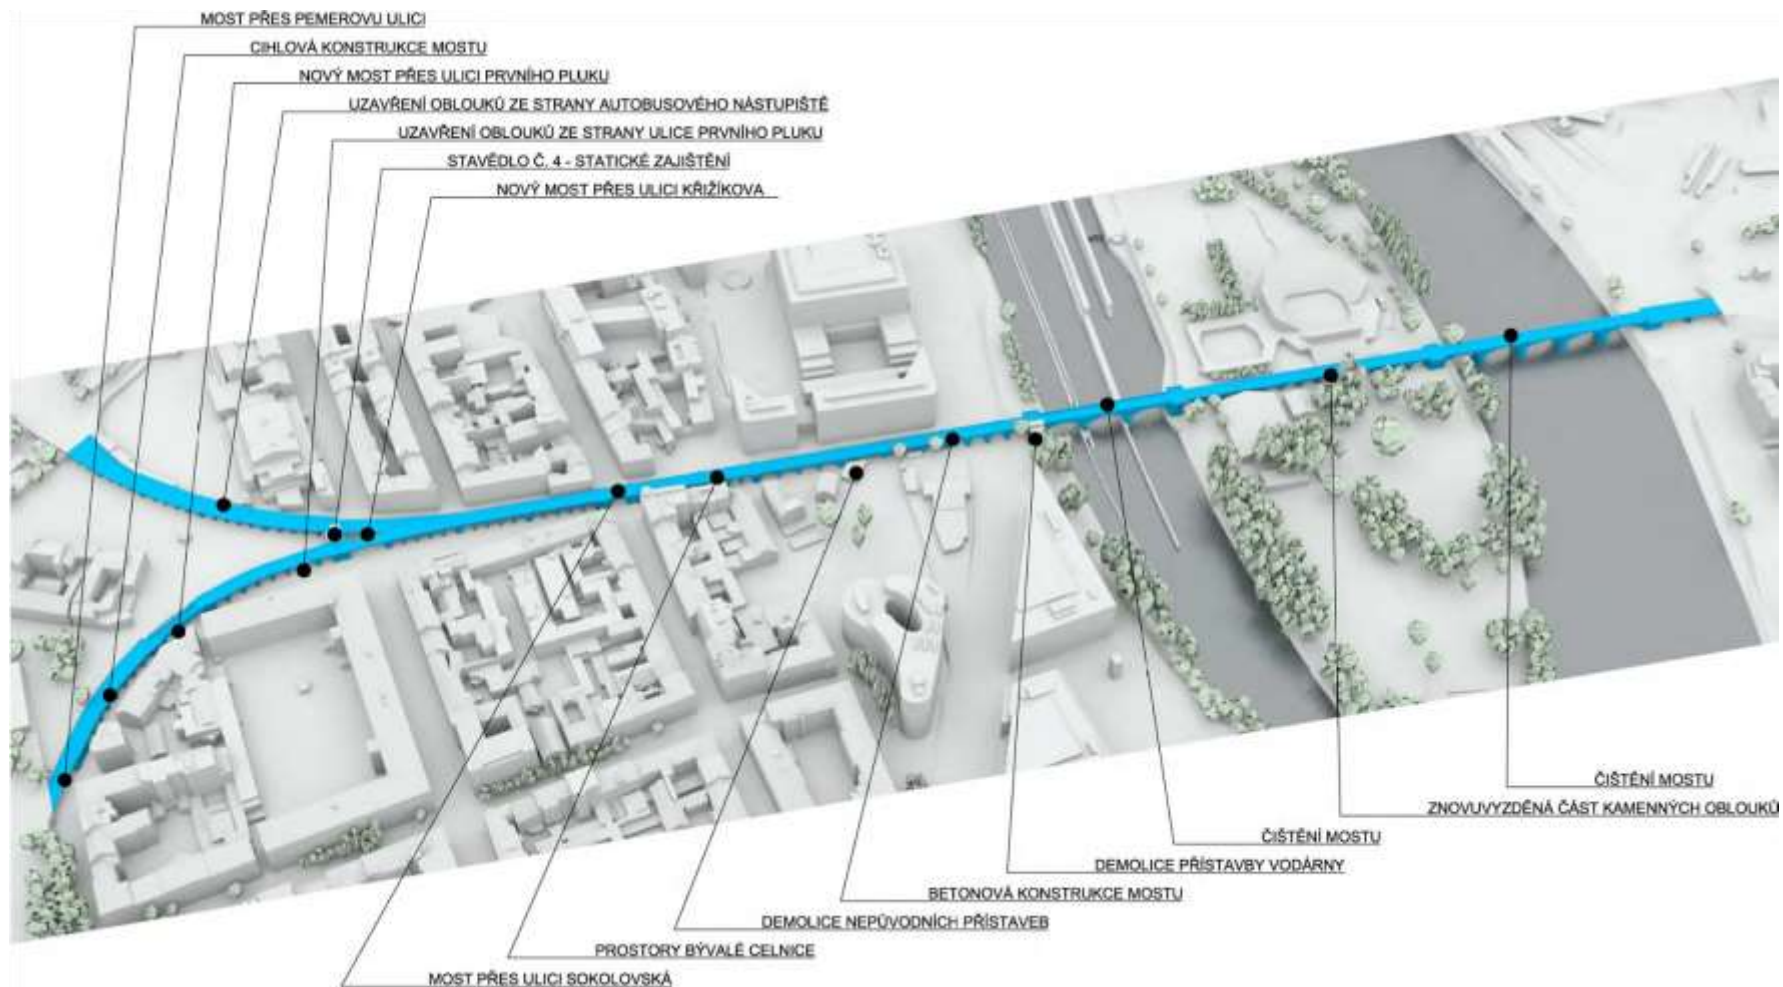 MOST PŘES PEMEROVU ULICI
CIHLOVÁ KONSTRUKCE MOSTU
NOVÝ MOST PŘES ULICI PRVNÍHO PLUKU
UZAVŘENÍ OBLOUKŮ ZE STRANY AUTOBUSOVÉHO NÁSTUPIŠTĚ
UZAVŘENÍ OBLOUKŮ ZE STRANY ULICE PRVNÍHO PLUKU
STAVĚDLO Č. 4 - STATICKÉ ZAJIŠTĚNÍ
NOVÝ MOST PŘES ULICI KŘIŽÍKOVA
ČIŠTĚNÍ MOSTU
ZNOVUVYZDĚNÁ ČÁST KAMENNÝCH OBLOUKŮ
ČIŠTĚNÍ MOSTU
DEMOLICE PŘÍSTAVBY VODÁRNY
BETONOVÁ KONSTRUKCE MOSTU
DEMOLICE NEPŮVODNÍCH PŘÍSTAVEB
PROSTORY BÝVALÉ CELNICE
MOST PŘES ULICI SOKOLOVSKÁ